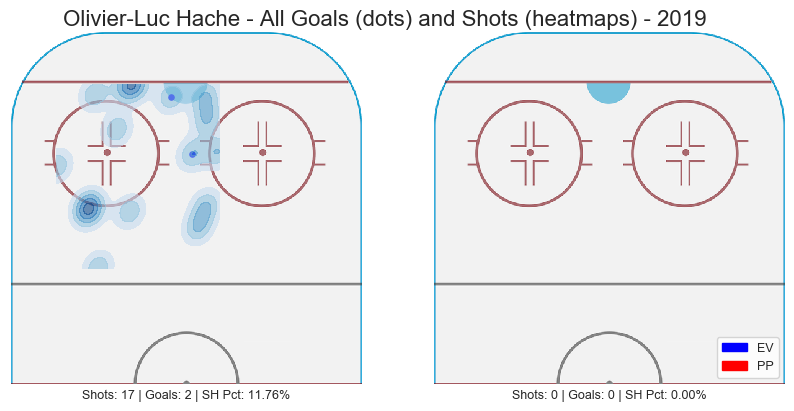 Olivier-Luc Hache - All Goals (dots) and Shots (heatmaps) - 2019
EV
PP
Shots: 17 | Goals: 2 | SH Pct: 11.76%
Shots: 0 | Goals: 0 | SH Pct: 0.00%